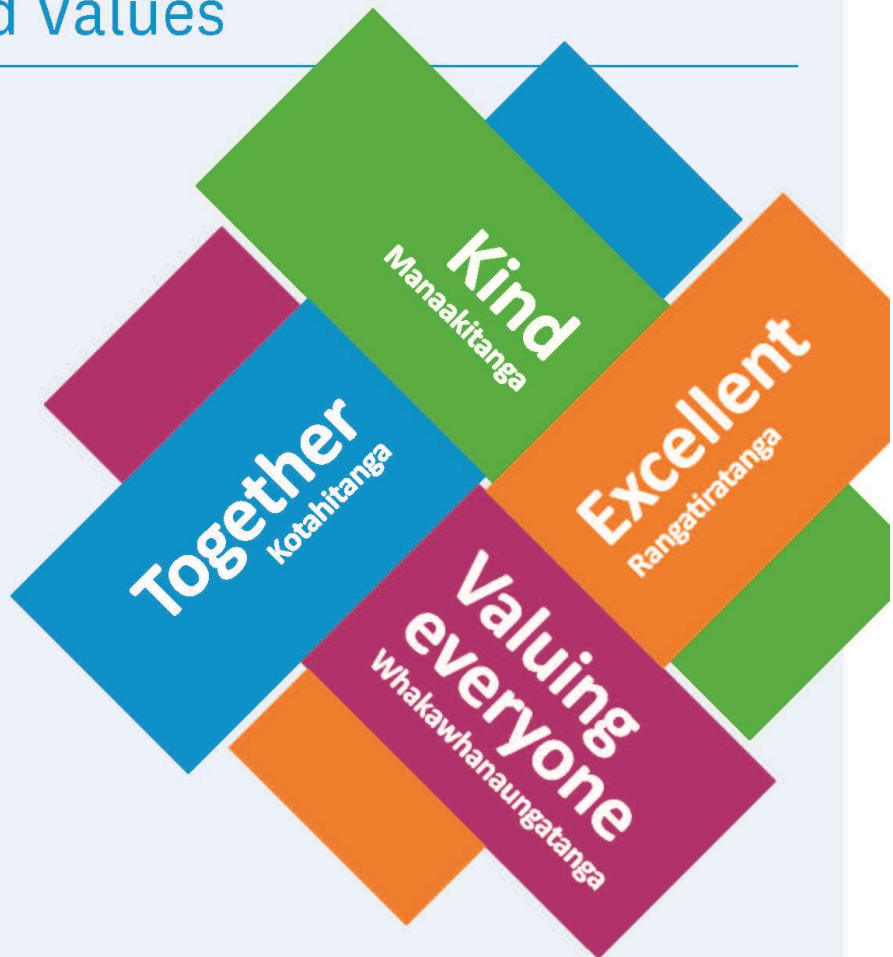 d Values
Kind
Manaakitanga
Excellent
Rangatiratanga
Together
Kotahitanga
Valuing
everyone
Whakawhanaungatanga